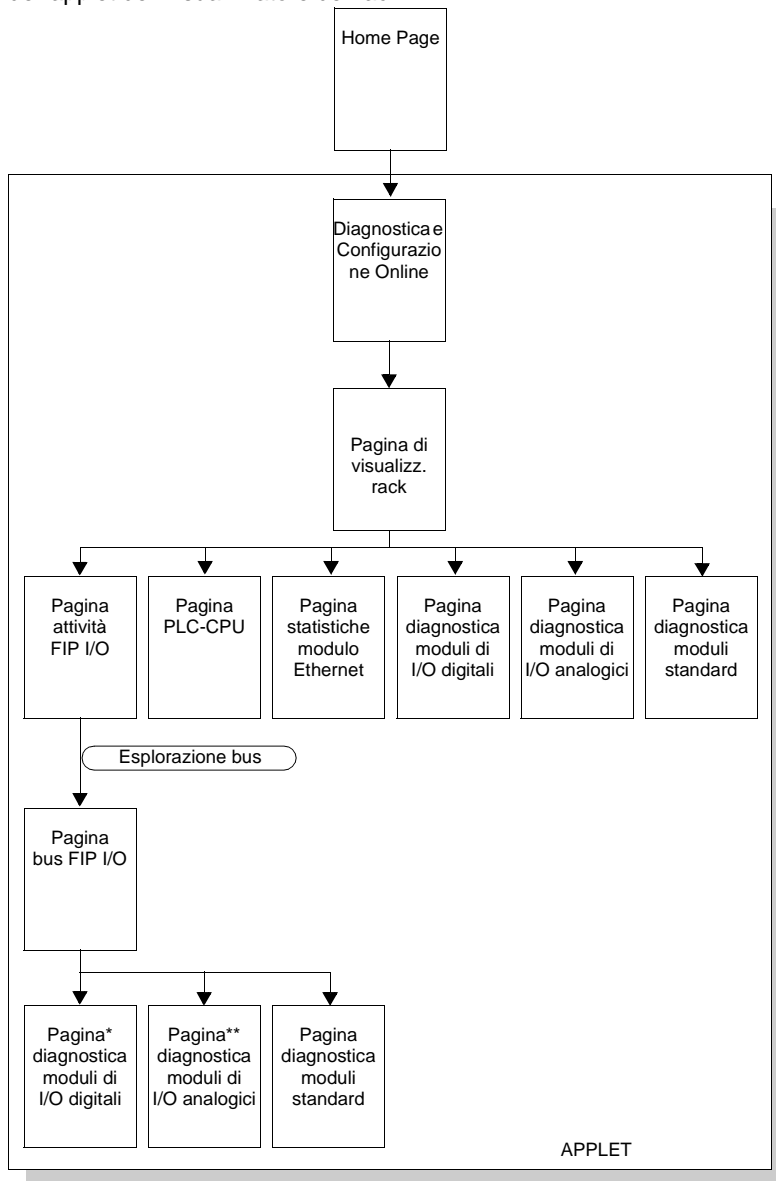 Home Page
Diagnostica e
Configurazio
ne Online
Pagina di
visualizz.
rack
Pagina
attività
FIP I/O
Pagina
PLC-CPU
Pagina
statistiche
modulo
Ethernet
Pagina
diagnostica
moduli di
I/O digitali
Pagina
diagnostica
moduli di
I/O analogici
Pagina
diagnostica
moduli
standard
Esplorazione bus
Pagina
bus FIP I/O
Pagina*
diagnostica
moduli di
I/O digitali
Pagina**
diagnostica
moduli di
I/O analogici
Pagina
diagnostica
moduli
standard
APPLET